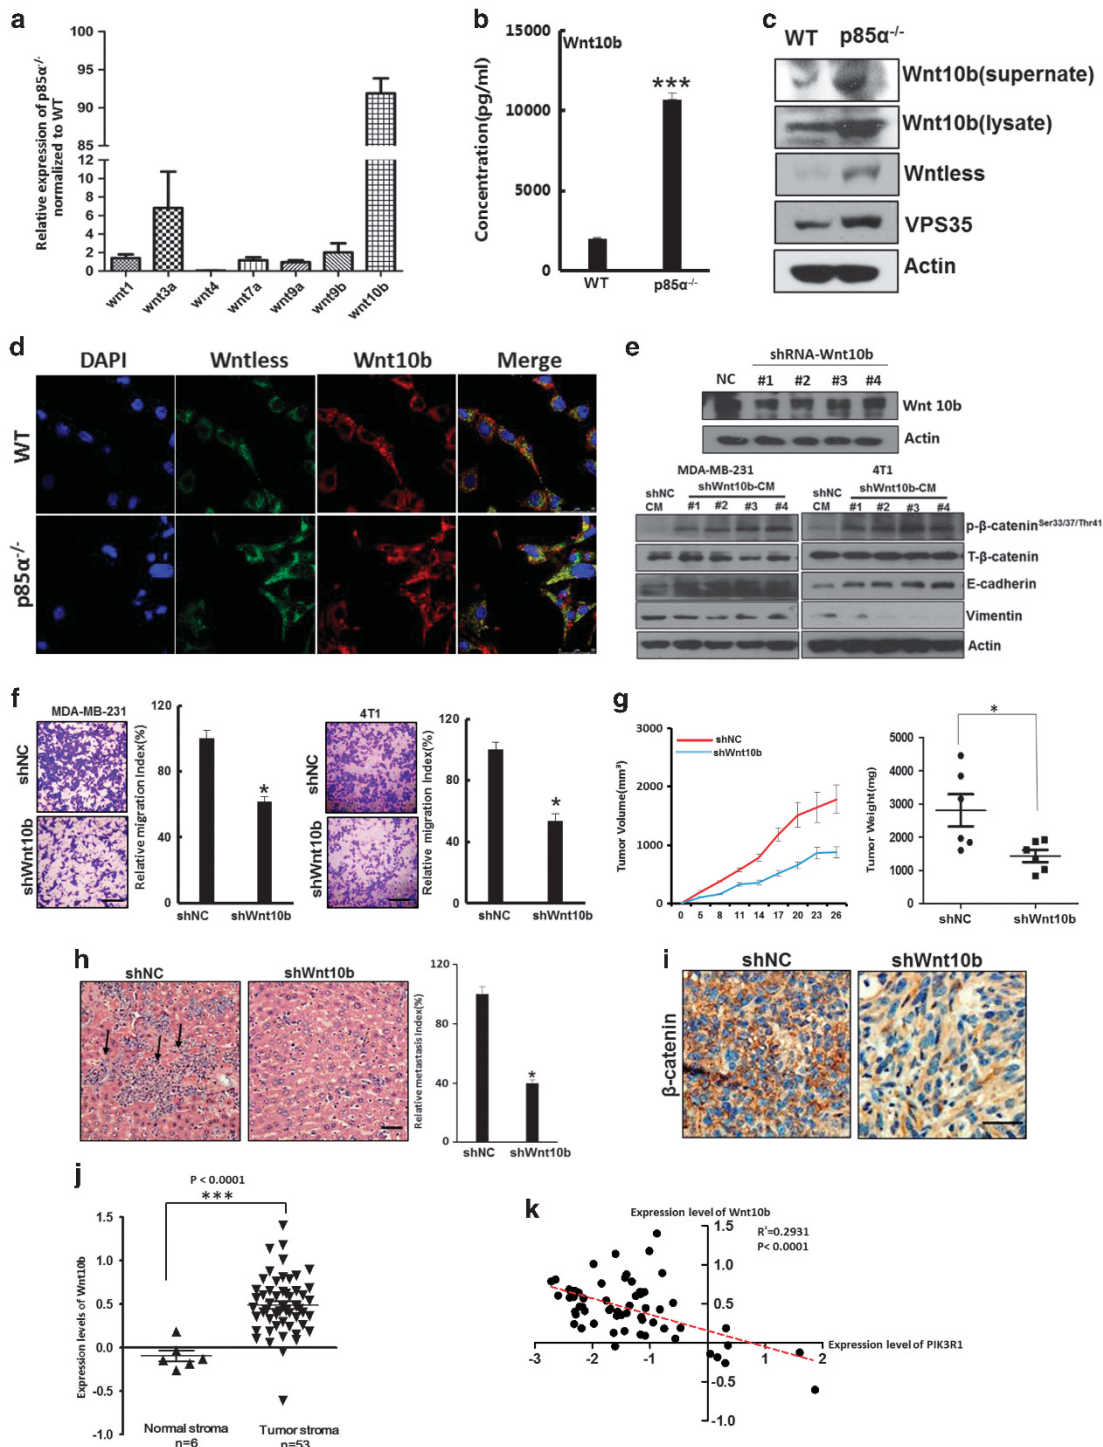 a
Relative expression of p85α-/-
normalized to WT
100
95
90
85
12
10
8
6
4
2
0
wnt1 wnt3a wnt4 wnt7a wnt9a wnt9b wnt10b
b
Wnt10b
Concentration(pg/ml)
15000
10000
5000
0
***
WT p85α-/-
c
WT p85α-/-
Wnt10b(supernate)
Wnt10b(lysate)
Wntless
VPS35
Actin
d
DAPI Wntless Wnt10b Merge
WT
p85α-/-
e
shRNA-Wnt10b
NC #1 #2 #3 #4
Wnt 10b
Actin
MDA-MB-231 4T1
shNC CM shWnt10b-CM shNC CM shWnt10b-CM
#1 #2 #3 #4 #1 #2 #3 #4
p-β-catenin Ser33/37/Thr41
T-β-catenin
E-cadherin
Vimentin
Actin
f
MDA-MB-231
shNC
shWnt10b
Relative migration Index(%)
120
80
40
0
*
shNC shWnt10b
4T1
shNC
shWnt10b
Relative migration Index(%)
120
80
40
0
*
shNC shWnt10b
g
Tumor Volume(mm³)
3000
2000
1000
0
shNC
shWnt10b
0 5 8 11 14 17 20 23 26
Tumor Weight(mg)
5000
4000
3000
2000
1000
0
*
shNC shWnt10b
h
shNC shWnt10b
Relative metastasis Index(%)
120
80
40
0
*
shNC shWnt10b
i
shNC shWnt10b
β-catenin
j
P < 0.0001
***
Expression levels of Wnt10b
1.5
1.0
0.5
0.0
-0.5
-1.0
Normal stroma Tumor stroma
n=6 n=53
k
Expression level of Wnt10b
R²=0.2931
P< 0.0001
1.5
1.0
0.5
Expression level of PIK3R1
-3 -2 -1 1 2
-0.5
-1.0